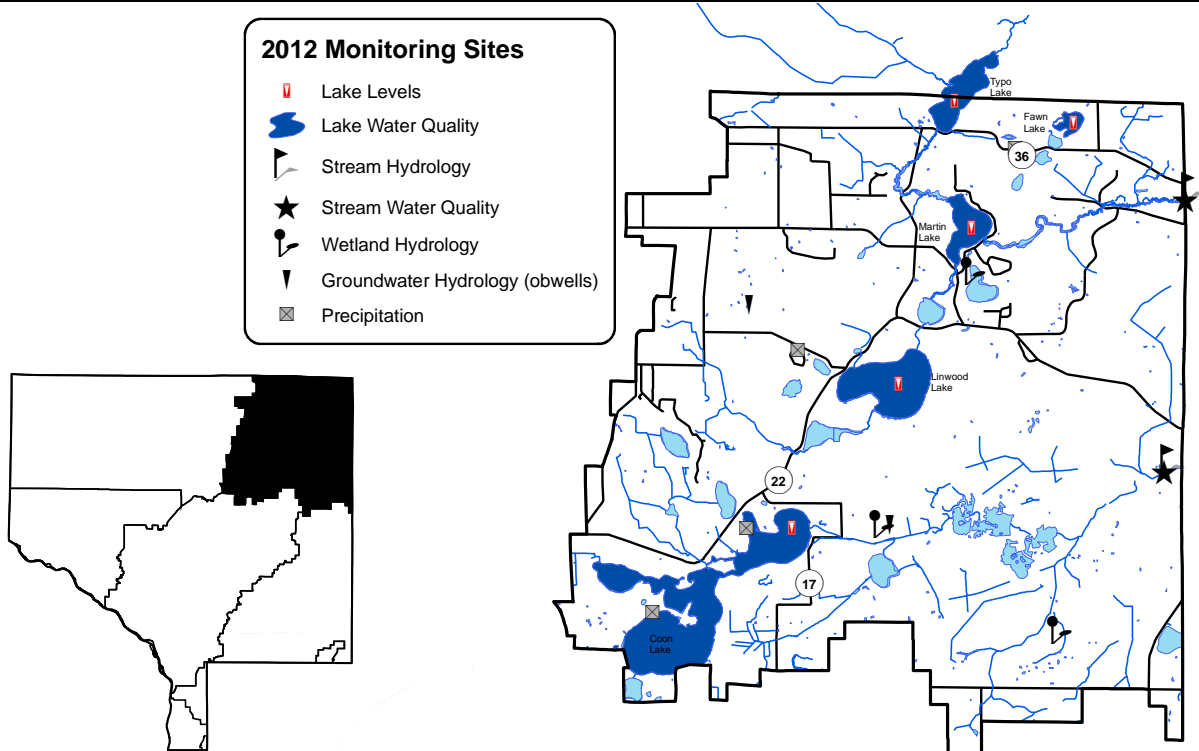 2012 Monitoring Sites
Lake Levels
Lake Water Quality
Stream Hydrology
Stream Water Quality
Wetland Hydrology
Groundwater Hydrology (obwells)
Precipitation
Typo
Lake
Fawn
Lake
36
Martin
Lake
Linwood
Lake
22
17
Coon
Lake